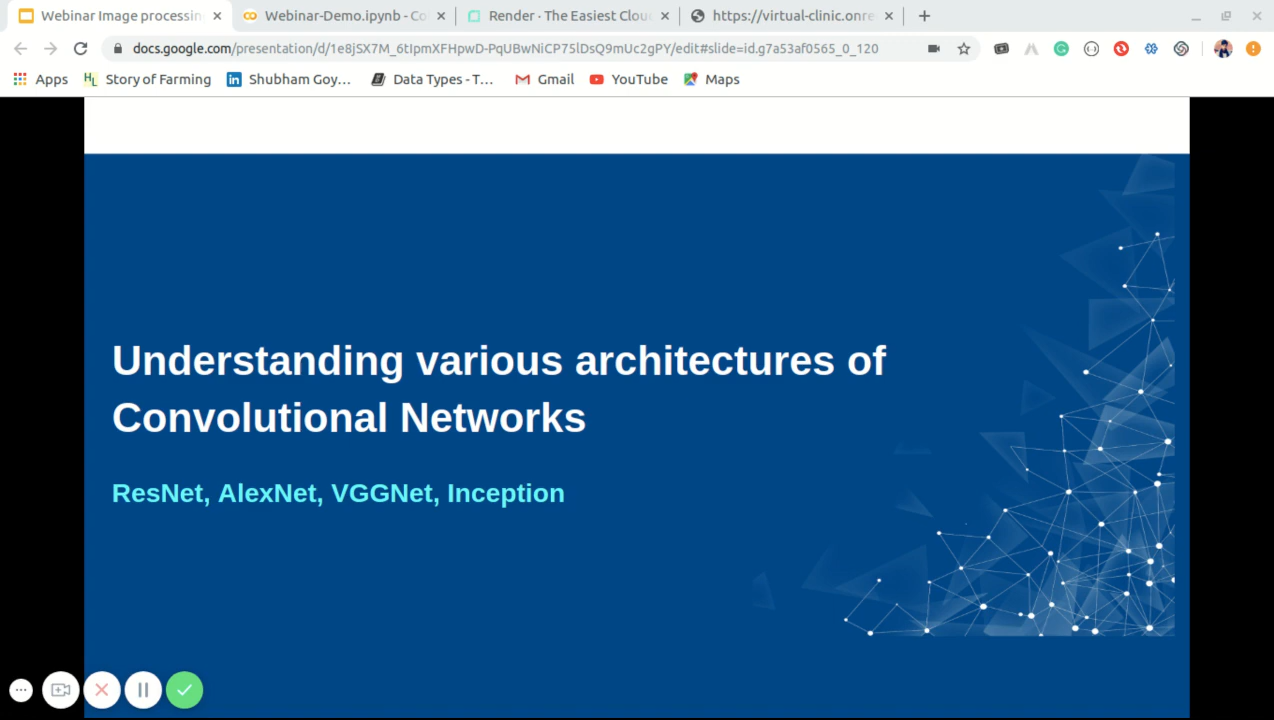 Webinar Image processin
Webinar-Demo.ipynb - Co
Render · The Easiest Clou
https://virtual-clinic.onre
docs.google.com/presentation/d/1e8jSX7M_6tIpmXFHpwD-PqUBwNiCP75lDsQ9mUc2gPY/edit#slide=id.g7a53af0565_0_120
Apps
Story of Farming
Shubham Goy...
Data Types - T...
Gmail
YouTube
Maps
Understanding various architectures of
Convolutional Networks
ResNet, AlexNet, VGGNet, Inception